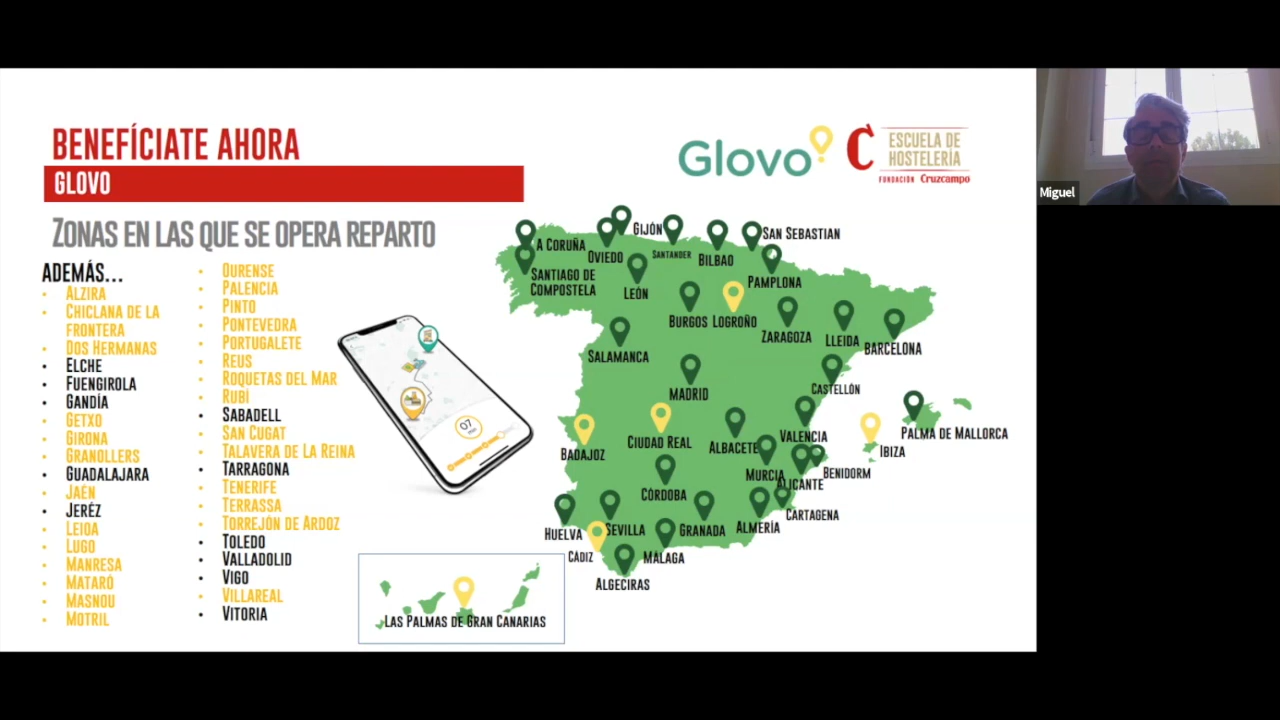 BENEFÍCIATE AHORA
GLOVO
ZONAS EN LAS QUE SE OPERA REPARTO
Glovo
C
ESCUELA DE
HOSTELERÍA
FUNDACIÓN Cruzcampo
Miguel
ADEMÁS...
ALZIRA
CHICLANA DE LA
FRONTERA
DOS HERMANAS
ELCHE
FUENGIROLA
GANDÍA
GETXO
GIRONA
GRANOLLERS
GUADALAJARA
JAÉN
JERÉZ
LEIOA
LUGO
MANRESA
MATARÓ
MASNOU
MOTRIL
OURENSE
PALENCIA
PINTO
PONTEVEDRA
PORTUGALETE
REUS
ROQUETAS DEL MAR
RUBÍ
SABADELL
SAN CUGAT
TALAVERA DE LA REINA
TARRAGONA
TENERIFE
TERRASSA
TORREJÓN DE ARDOZ
TOLEDO
VALLADOLID
VIGO
VILLAREAL
VITORIA
07
A CORUÑA
SANTIAGO DE
COMPOSTELA
OVIEDO
GIJÓN
SANTANDER
BILBAO
SAN SEBASTIAN
PAMPLONA
LEÓN
BURGOS
LOGROÑO
ZARAGOZA
LLEIDA
BARCELONA
SALAMANCA
MADRID
CASTELLÓN
BADAJOZ
CIUDAD REAL
ALBACETE
VALENCIA
PALMA DE MALLORCA
IBIZA
MURCIA
ALICANTE
BENIDORM
CÓRDOBA
CARTAGENA
HUELVA
SEVILLA
GRANADA
ALMERÍA
CÁDIZ
MÁLAGA
ALGECIRAS
LAS PALMAS DE GRAN CANARIAS